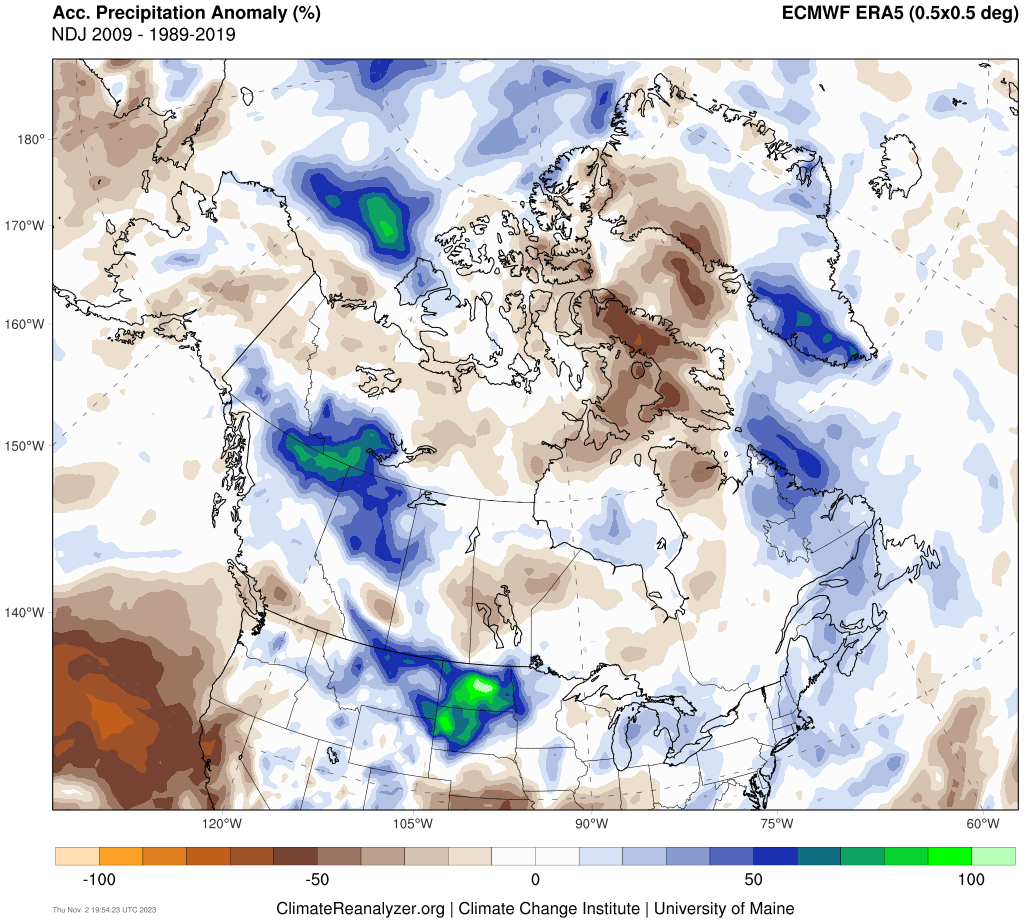 Acc. Precipitation Anomaly (%)
ECMWF ERA5 (0.5x0.5 deg)
NDJ 2009 - 1989-2019
180°
170°W
160°W
150°W
140°W
120°W
105°W
90°W
75°W
60°W
-100
-50
0
50
100
Thu Nov 2 19:54:23 UTC 2023
ClimateReanalyzer.org | Climate Change Institute | University of Maine